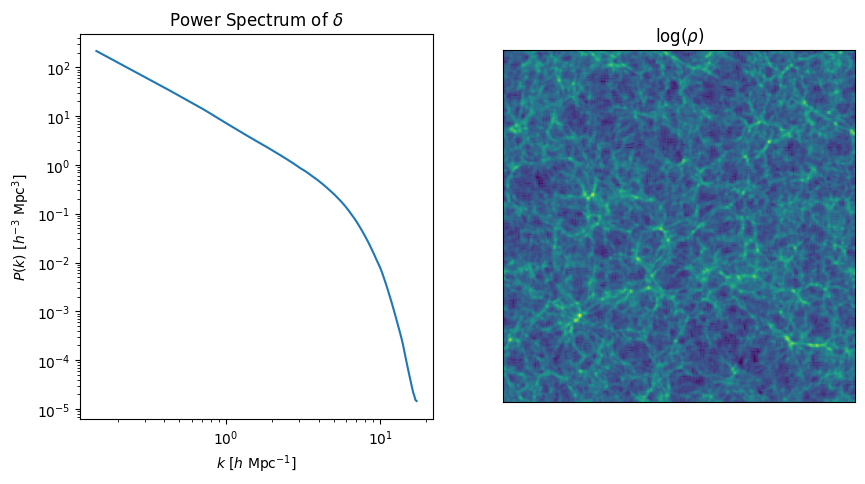 Power Spectrum of δ
10²
10¹
10⁰
10⁻¹
10⁻²
10⁻³
10⁻⁴
10⁻⁵
P(k) [h⁻³ Mpc³]
10⁰ 10¹
k [h Mpc⁻¹]
log(ρ)